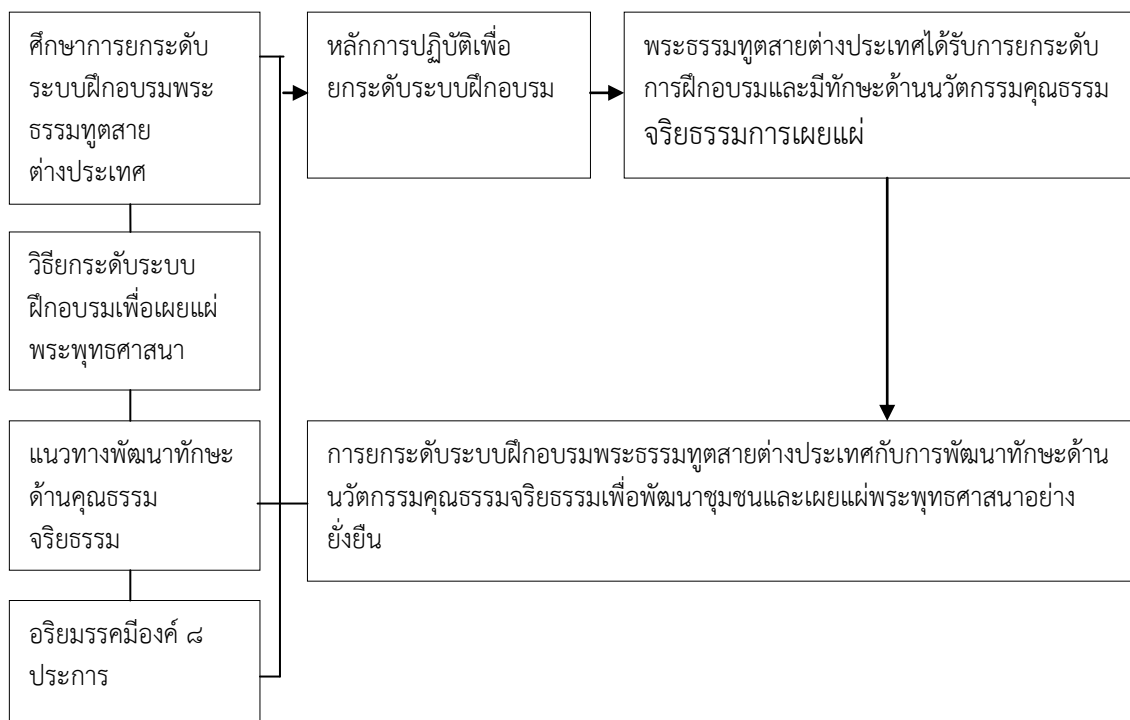 ศึกษาการยกระดับ
ระบบฝึกอบรมพระ
ธรรมทูตสาย
ต่างประเทศ
หลักการปฏิบัติเพื่อ
ยกระดับระบบฝึกอบรม
พระธรรมทูตสายต่างประเทศได้รับการยกระดับ
การฝึกอบรมและมีทักษะด้านนวัตกรรมคุณธรรม
จริยธรรมการเผยแผ่
วิธียกระดับระบบ
ฝึกอบรมเพื่อเผยแผ่
พระพุทธศาสนา
แนวทางพัฒนาทักษะ
ด้านคุณธรรม
จริยธรรม
การยกระดับระบบฝึกอบรมพระธรรมทูตสายต่างประเทศกับการพัฒนาทักษะด้าน
นวัตกรรมคุณธรรมจริยธรรมเพื่อพัฒนาชุมชนและเผยแผ่พระพุทธศาสนาอย่าง
ยั่งยืน
อริยมรรคมีองค์ ๘
ประการ